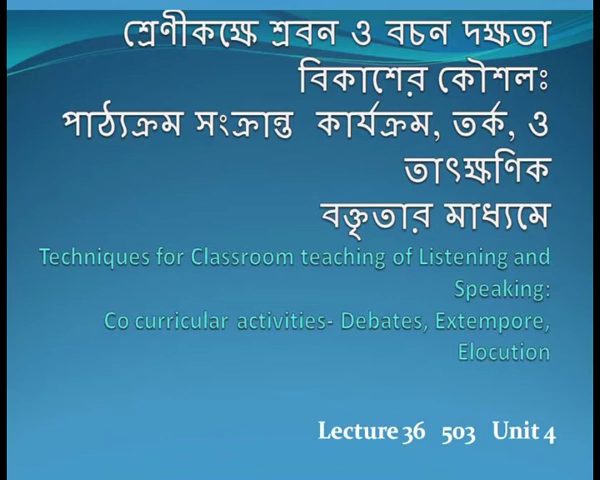 শ্রেণীকক্ষে শ্রবন ও বচন দক্ষতা
বিকাশের কৌশলঃ
পাঠ্যক্রম সংক্রান্ত কার্যক্রম, তর্ক, ও
তাৎক্ষণিক
বক্তৃতার মাধ্যমে
Techniques for Classroom teaching of Listening and
Speaking:
Co curricular activities- Debates, Extempore,
Elocution
Lecture 36 503 Unit 4